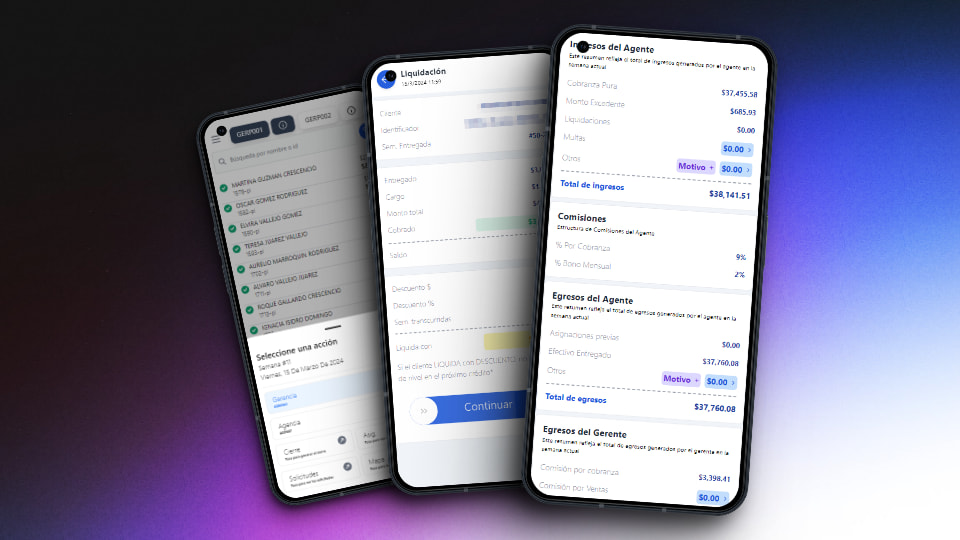 GERP001
GERP002
Búsqueda por nombre o id
MARTINA GUZMAN CRESCENCIO
OSCAR GOMEZ RODRIGUEZ
ELVIRA VALLEJO GOMEZ
TERESA JUAREZ VALLEJO
AURELIO MARROQUIN RODRIGUEZ
ALVARO VALLEJO JUAREZ
ROQUE GALLARDO CRESCENCIO
IGNACIA ISIDRO DOMINGO
Seleccione una acción
Semana #11
Viernes, 15 De Marzo De 2024
Gerencia
Agencia
Cierre
Asig.
Solicitudes
Mapa
Liquidación
Cliente
Identificador
Sem. Entregada
#50-
Entregado
Cargo
Monto total
Cobrado
Saldo
Descuento $
Descuento %
Sem. transcurridas
Liquida con
Si el cliente LIQUIDA con DESCUENTO
de nivel en el próximo crédito*
Continuar
Ingresos del Agente
Este resumen refleja el total de ingresos generados por el agente en la
semana actual
Cobranza Pura $37,455.58
Monto Excedente $685.93
Liquidaciones $0.00
Multas $0.00 >
Otros Motivo + $0.00 >
Total de ingresos $38,141.51
Comisiones
Estructura de Comisiones del Agente
% Por Cobranza 9%
% Bono Mensual 2%
Egresos del Agente
Este resumen refleja el total de egresos generados por el agente en la
semana actual
Asignaciones previas $0.00
Efectivo Entregado $37,760.08
Otros Motivo + $0.00 >
Total de egresos $37,760.08
Egresos del Gerente
Este resumen refleja el total de egresos generados por el gerente en la
semana actual
Comisión por cobranza $3,398.41
Comisión por Ventas $0.00 >